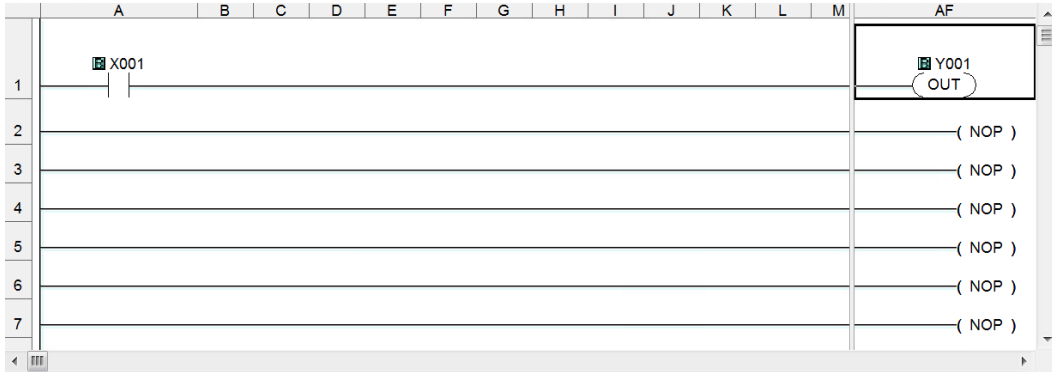 A B C D E F G H I J K L M AF
X001 Y001
1 OUT
2 ( NOP )
3 ( NOP )
4 ( NOP )
5 ( NOP )
6 ( NOP )
7 ( NOP )